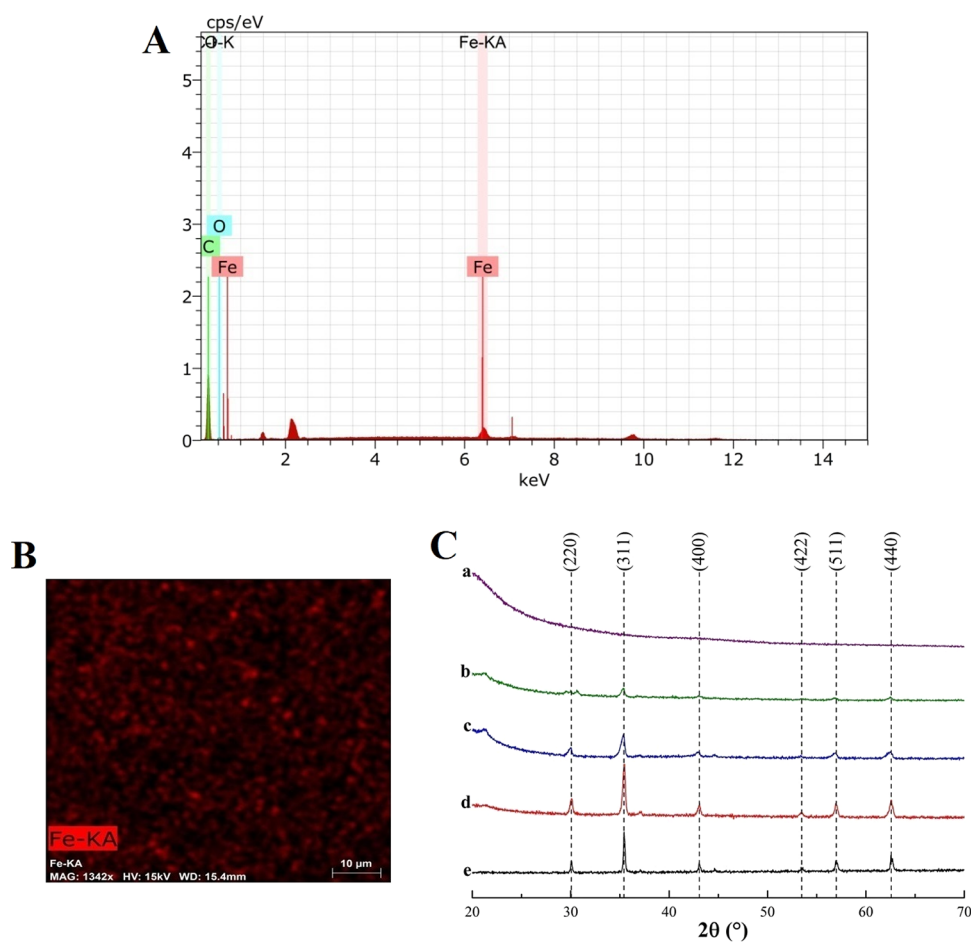 A
cps/eV
O-K
Fe-KA
5
4
3
2
1
0
O
C
Fe
Fe
2
4
6
8
10
12
14
keV
B
Fe-KA
Fe-KA
MAG: 1342x HV: 15kV WD: 15.4mm
10 µm
C
(220)
(311)
(400)
(422)
(511)
(440)
a
b
c
d
e
20
30
40
50
60
70
2θ (°)